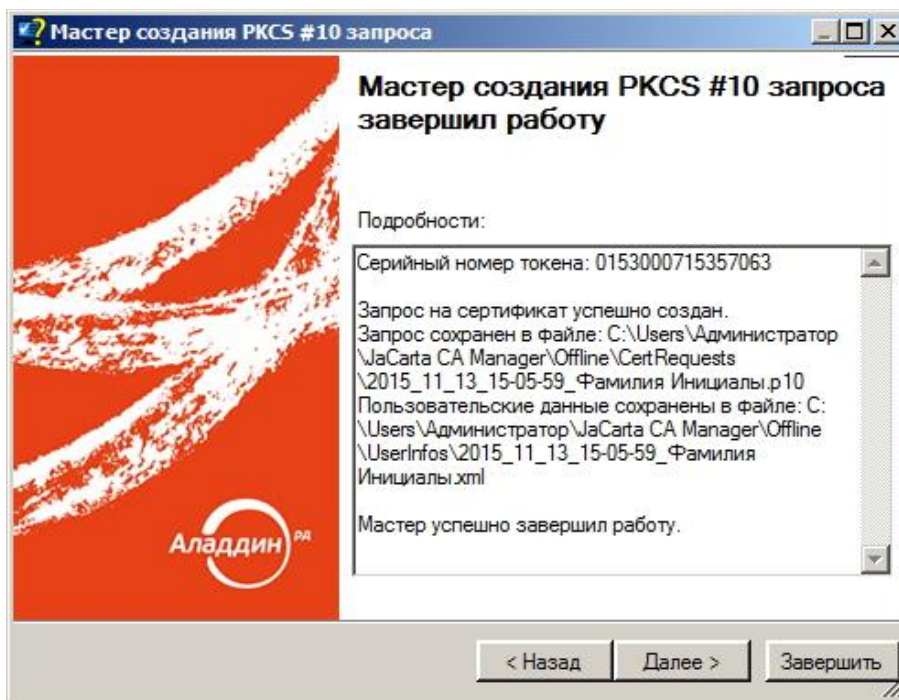 Мастер создания PKCS #10 запроса
Мастер создания PKCS #10 запроса
завершил работу
Подробности:
Серийный номер токена: 0153000715357063
Запрос на сертификат успешно создан.
Запрос сохранен в файле: C:\Users\Администратор
\JaCarta CA Manager\Offline\CertRequests
\2015_11_13_15-05-59_Фамилия Инициалы.p10
Пользовательские данные сохранены в файле: C:
\Users\Администратор\JaCarta CA Manager\Offline
\UserInfos\2015_11_13_15-05-59_Фамилия
Инициалы.xml
Мастер успешно завершил работу.
Аладдин РД
< Назад
Далее >
Завершить